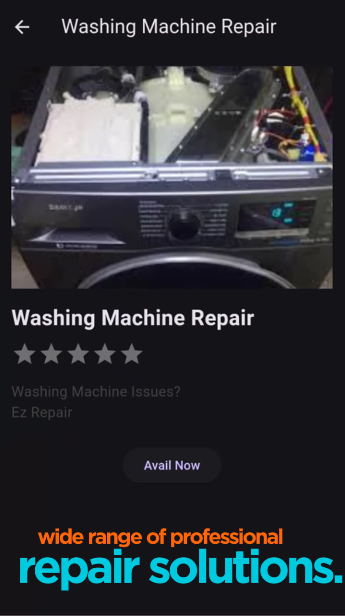 Washing Machine Repair
Washing Machine Repair
Washing Machine Issues?
Ez Repair
Avail Now
wide range of professional
repair solutions.